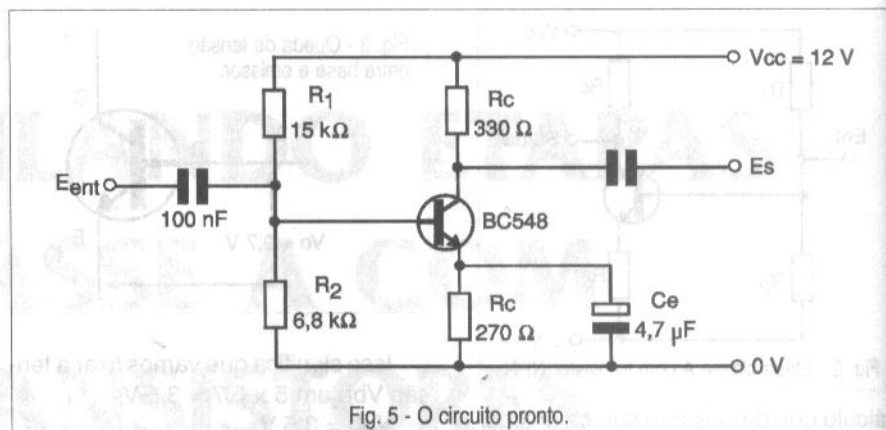 Vcc = 12 V
R1
15 kΩ
Rc
330 Ω
Eent
100 nF
Es
BC548
R2
6,8 kΩ
Rc
270 Ω
Ce
4,7 µF
0 V
Fig. 5 - O circuito pronto.